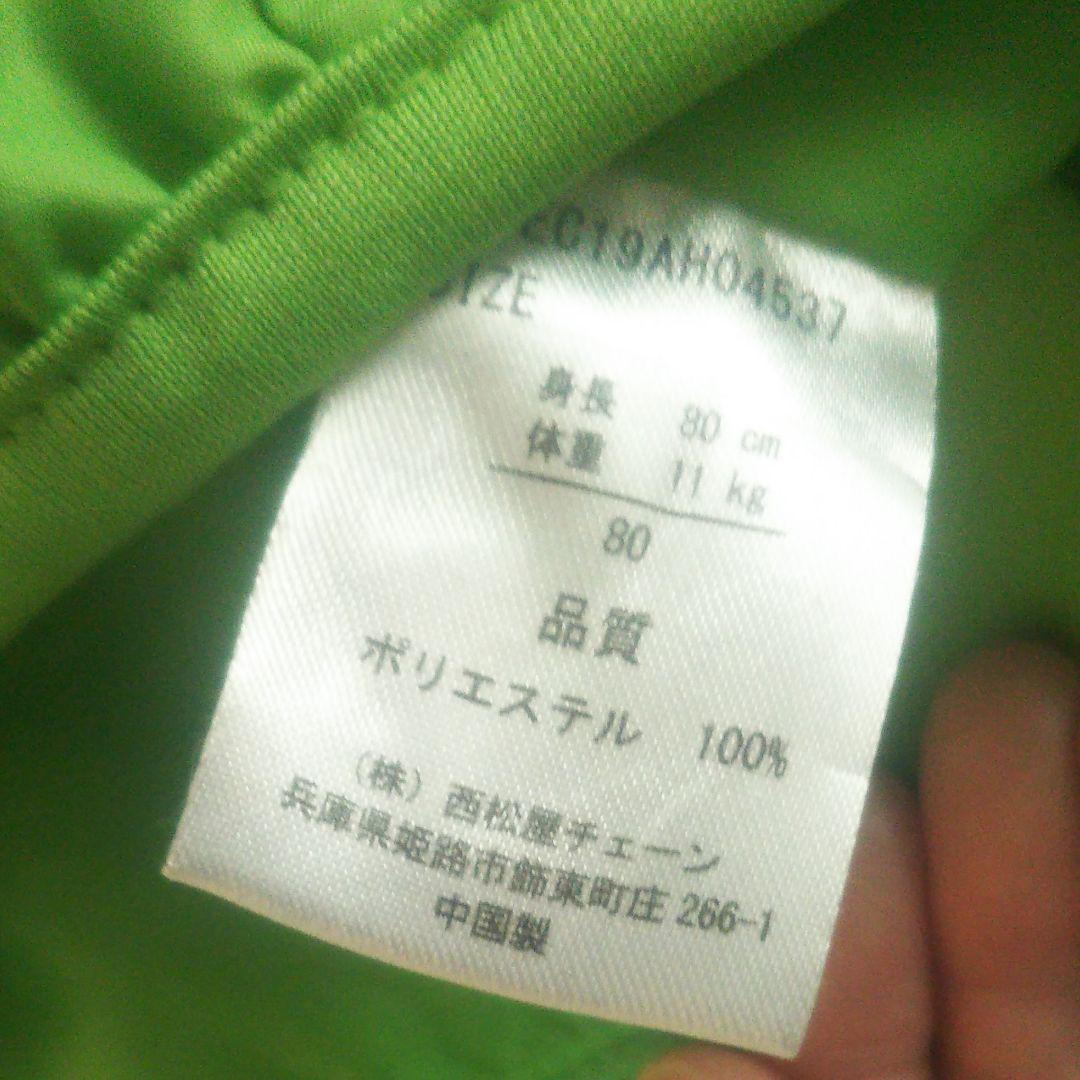 EC19AH04537
SIZE
身長 80 cm
体重 11 kg
80
品質
ポリエステル 100%
(株) 西松屋チェーン
兵庫県姫路市飾東町庄 266-1
中国製